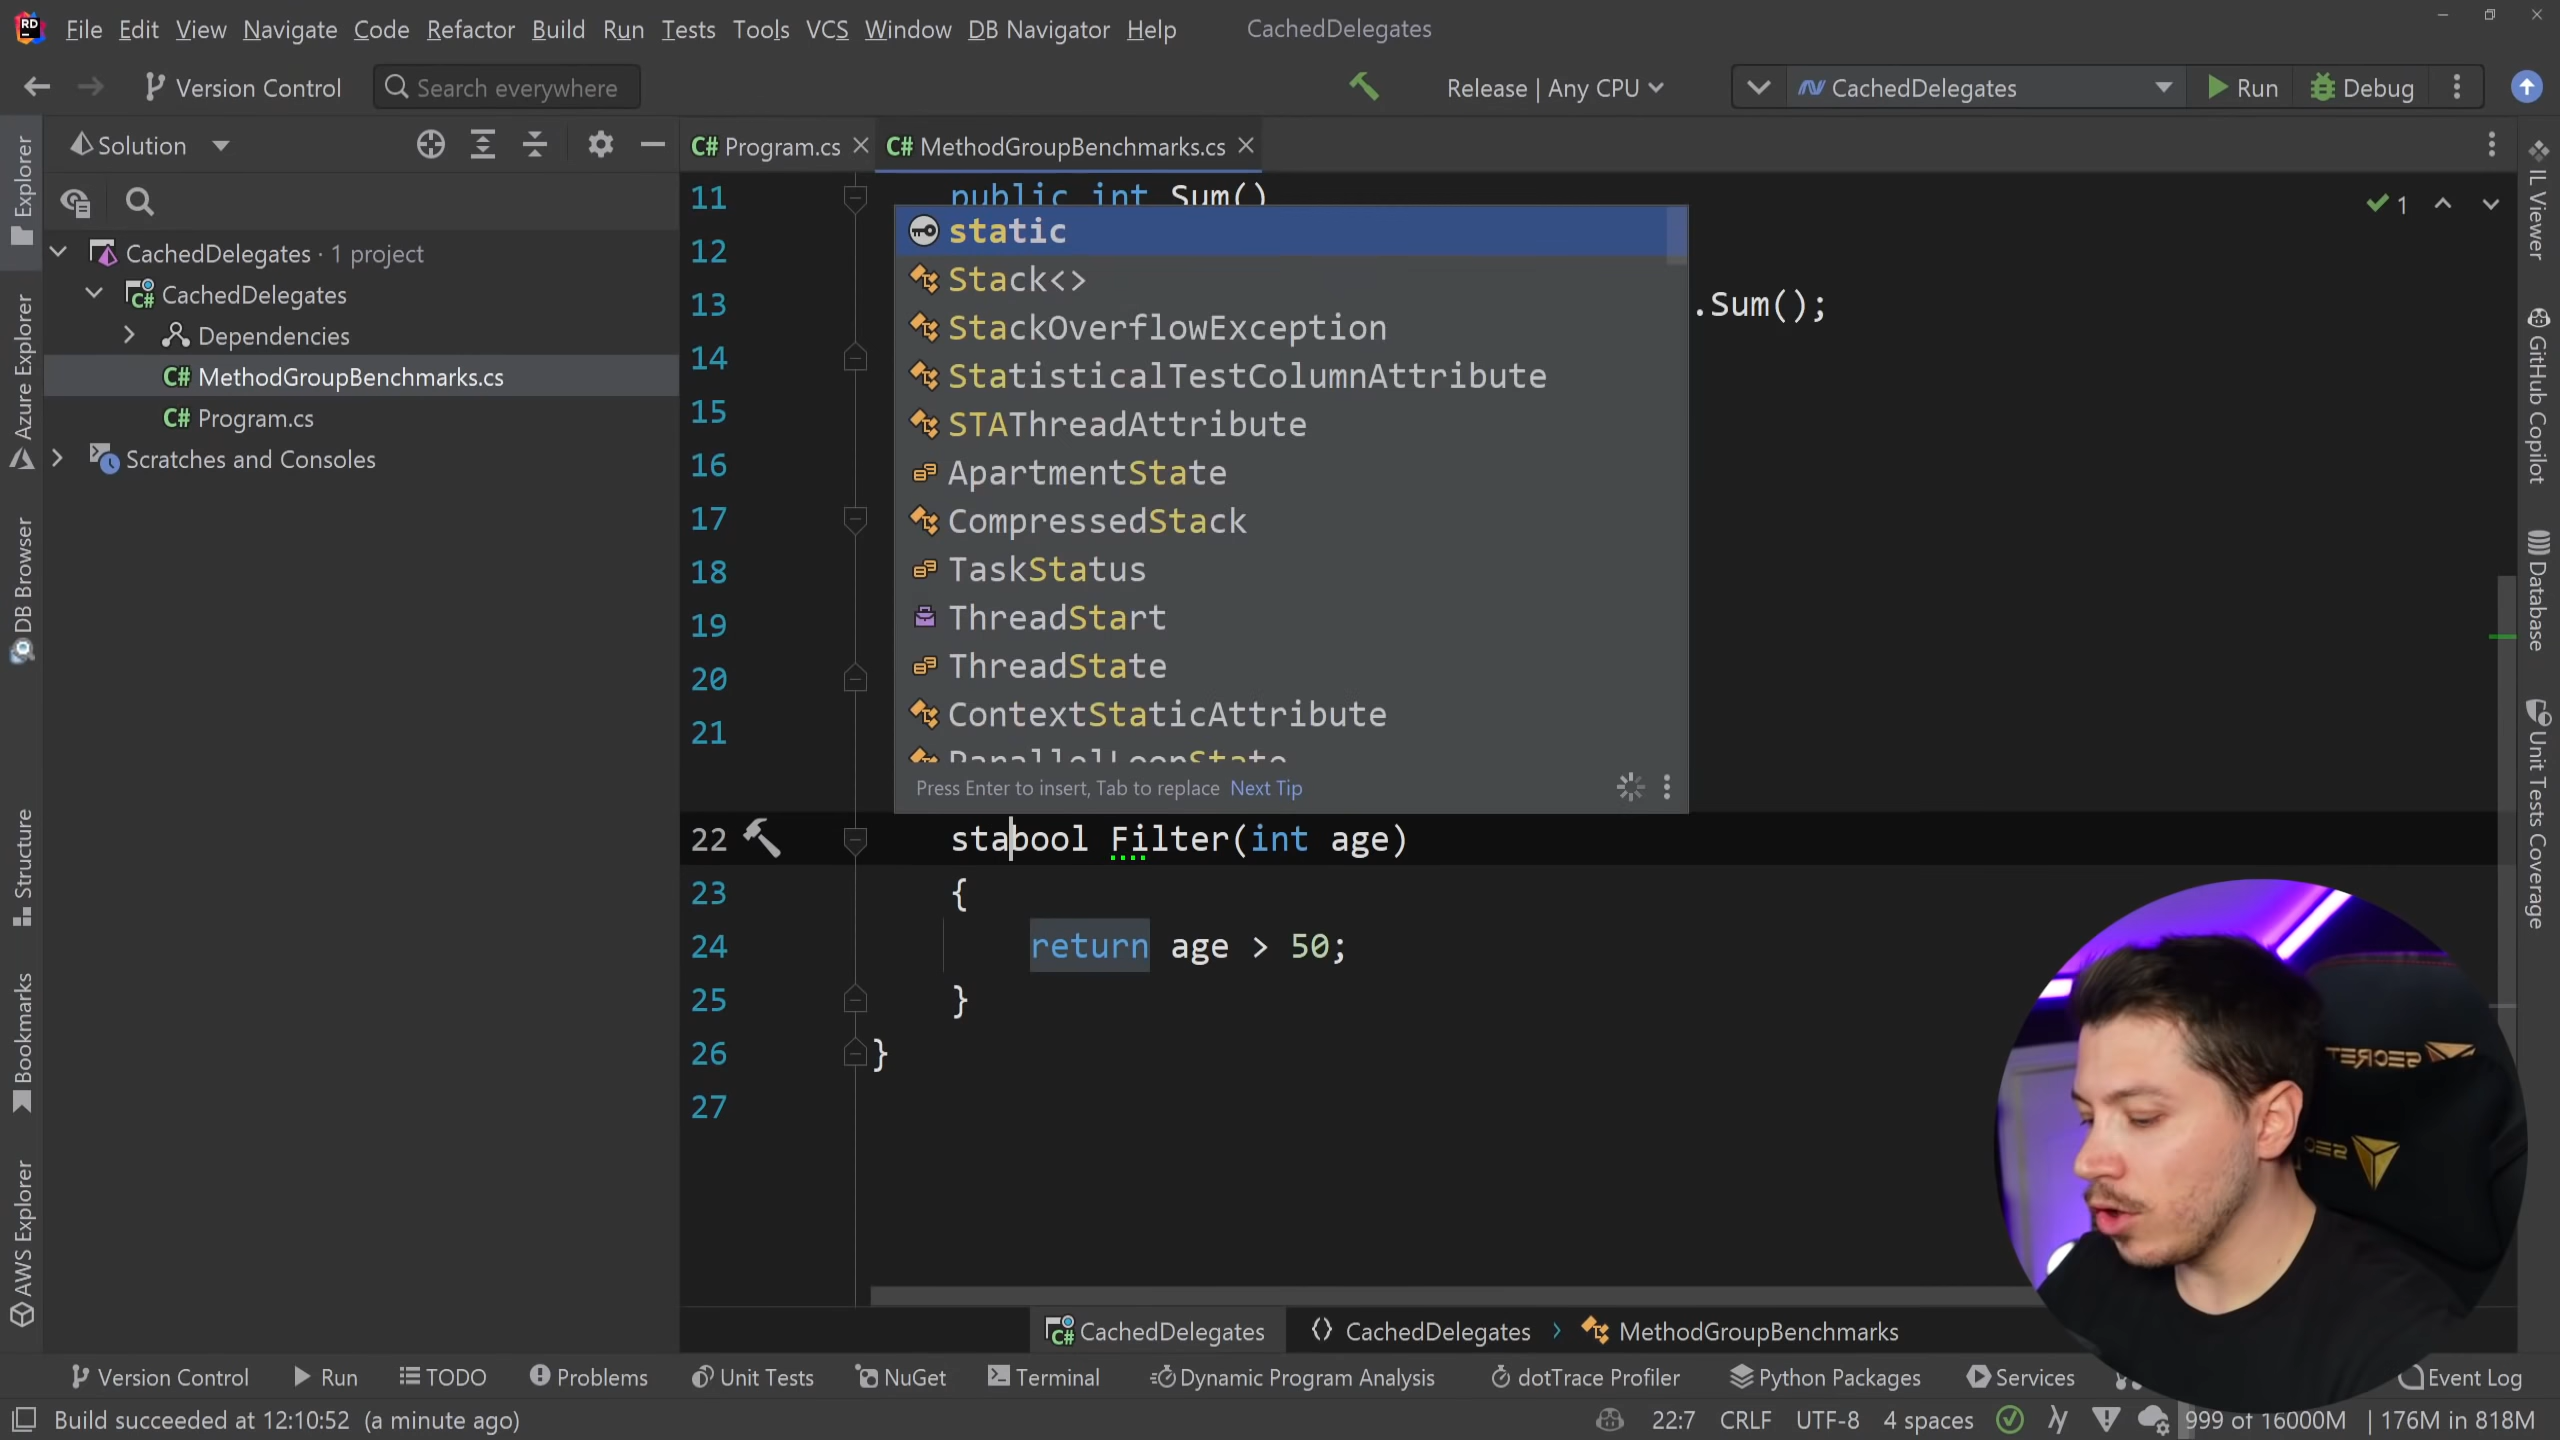 RD File Edit View Navigate Code Refactor Build Run Tests Tools VCS Window DB Navigator Help CachedDelegates
Version Control Search everywhere Release | Any CPU CachedDelegates Run Debug
Solution
C# Program.cs C# MethodGroupBenchmarks.cs
Explorer
Azure Explorer
DB Browser
Structure
Bookmarks
AWS Explorer
CachedDelegates · 1 project
C# CachedDelegates
Dependencies
C# MethodGroupBenchmarks.cs
C# Program.cs
Scratches and Consoles
11 public int Sum()
12
13 .Sum();
14
15
16
17
18
19
20
21
static
Stack<>
StackOverflowException
StatisticalTestColumnAttribute
STAThreadAttribute
ApartmentState
CompressedStack
TaskStatus
ThreadStart
ThreadState
ContextStaticAttribute
ParallelLoopState
Press Enter to insert, Tab to replace Next Tip
22 stabool Filter(int age)
23 {
24 return age > 50;
25 }
26 }
27
1
IL Viewer
GitHub Copilot
Database
Unit Tests Coverage
SECRET
SEC
C# CachedDelegates CachedDelegates MethodGroupBenchmarks
Version Control Run TODO Problems Unit Tests NuGet Terminal Dynamic Program Analysis dotTrace Profiler Python Packages Services Event Log
Build succeeded at 12:10:52 (a minute ago) 22:7 CRLF UTF-8 4 spaces 999 of 16000M | 176M in 818M